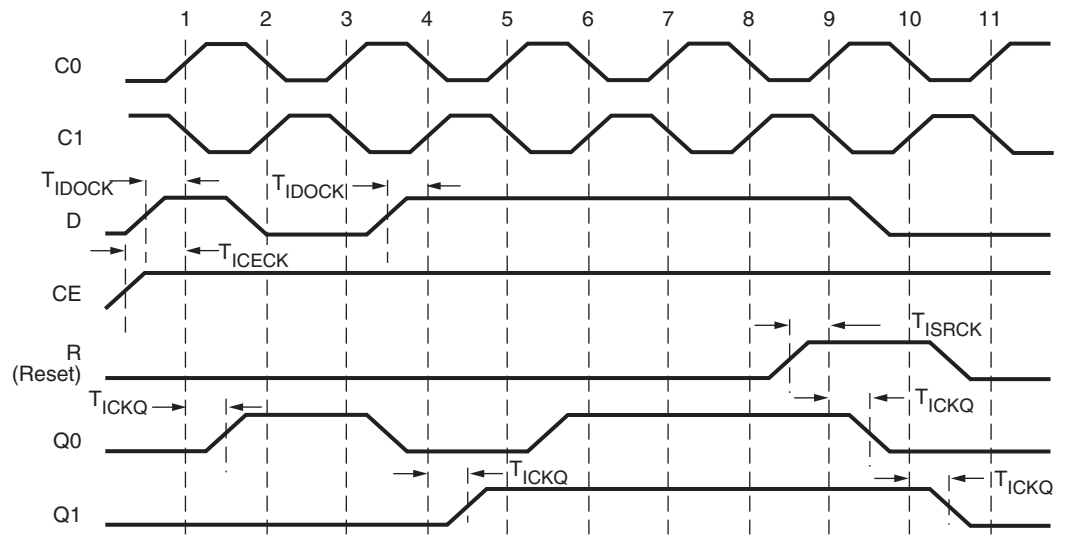 1 2 3 4 5 6 7 8 9 10 11
C0
C1
TIDOCK TIDOCK
D
TICECK
CE
TISRCK
R
(Reset)
TICKQ TICKQ
Q0
TICKQ TICKQ
Q1